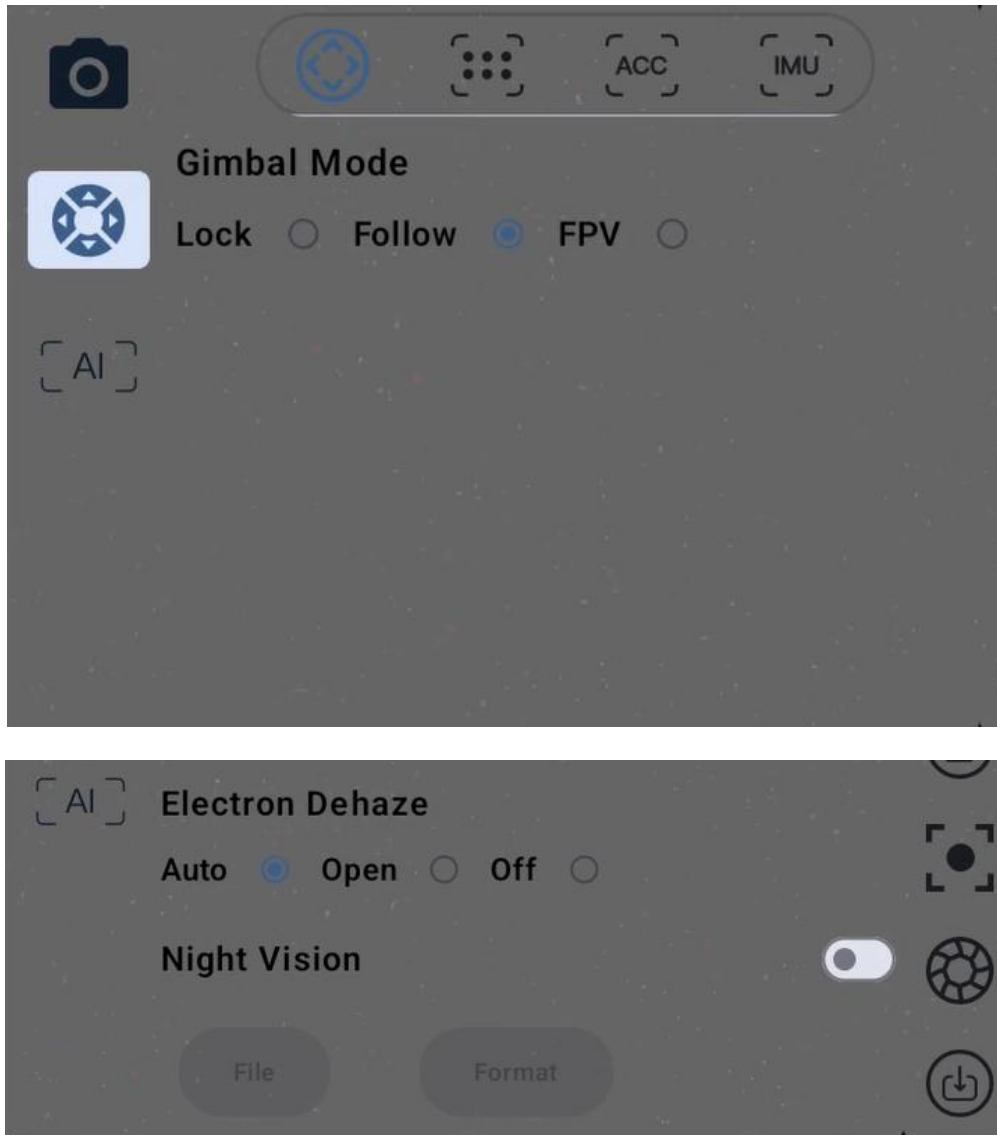 ACC IMU
Gimbal Mode
Lock Follow FPV
AI
AI Electron Dehaze
Auto Open Off
Night Vision
File Format